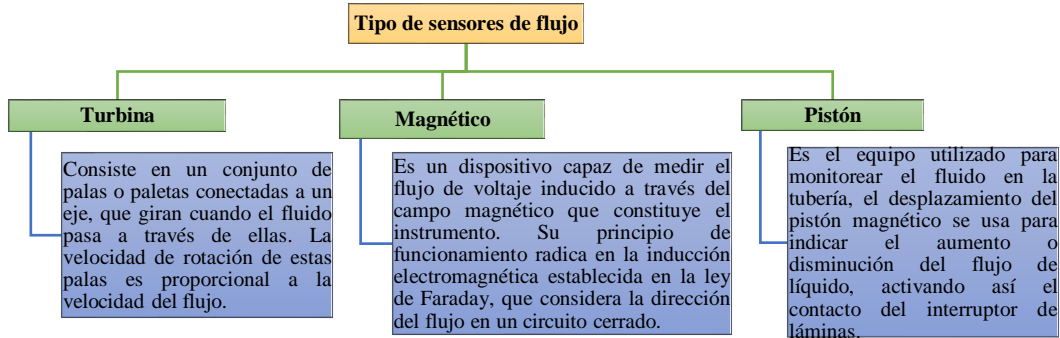 Tipo de sensores de flujo
Turbina
Consiste en un conjunto de
palas o paletas conectadas a un
eje, que giran cuando el fluido
pasa a través de ellas. La
velocidad de rotación de estas
palas es proporcional a la
velocidad del flujo.
Magnético
Es un dispositivo capaz de medir el
flujo de voltaje inducido a través del
campo magnético que constituye el
instrumento. Su principio de
funcionamiento radica en la inducción
electromagnética establecida en la ley
de Faraday, que considera la dirección
del flujo en un circuito cerrado.
Pistón
Es el equipo utilizado para
monitorear el fluido en la
tubería, el desplazamiento del
pistón magnético se usa para
indicar el aumento o
disminución del flujo de
líquido, activando así el
contacto del interruptor de
láminas.